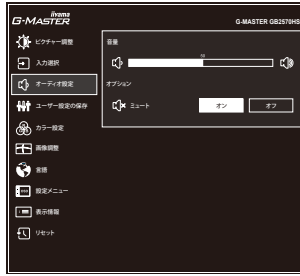 iiyama
G-MASTER
G-MASTER GB2570HS
ピクチャー調整
入力選択
オーディオ設定
ユーザー設定の保存
カラー設定
画像調整
言語
設定メニュー
表示情報
リセット
音量
50
オプション
ミュート
オン
オフ